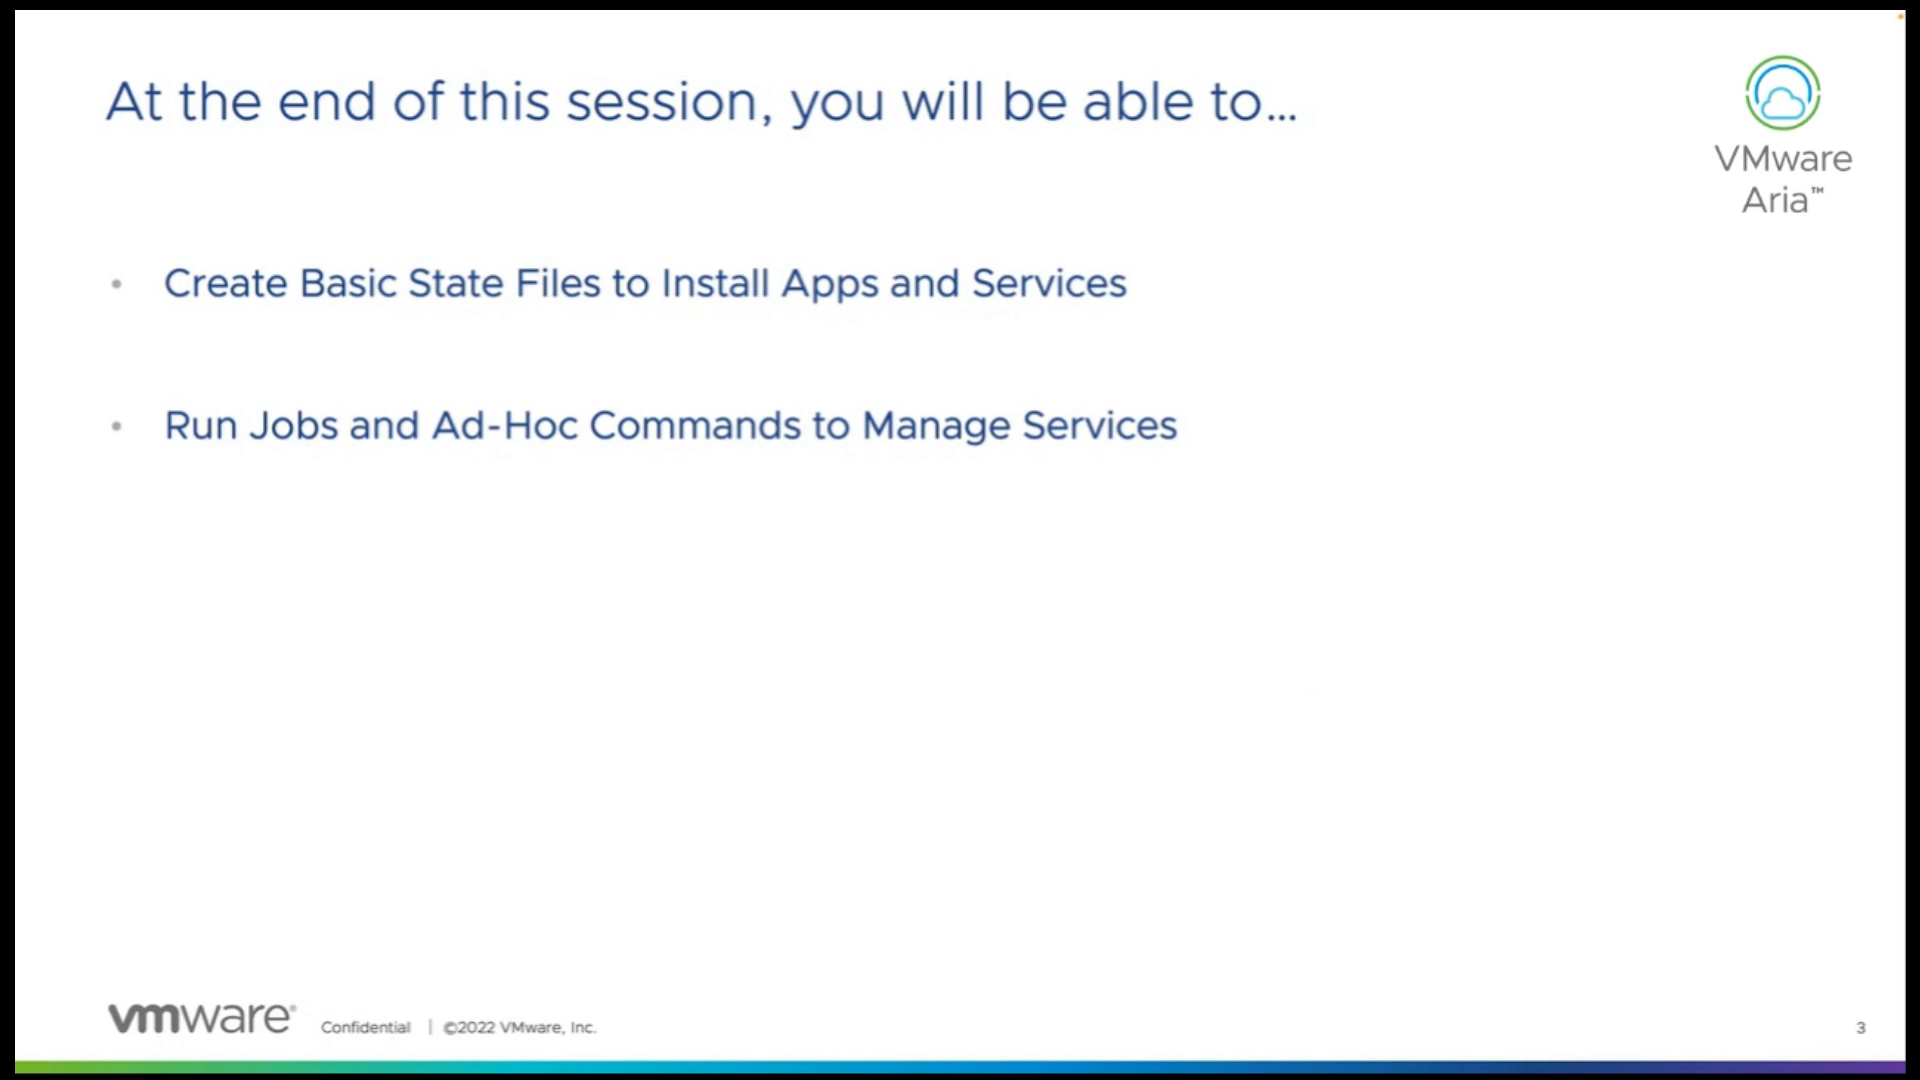 At the end of this session, you will be able to...
VMware
Aria™
• Create Basic State Files to Install Apps and Services
• Run Jobs and Ad-Hoc Commands to Manage Services
vmware® Confidential | ©2022 VMware, Inc. 3